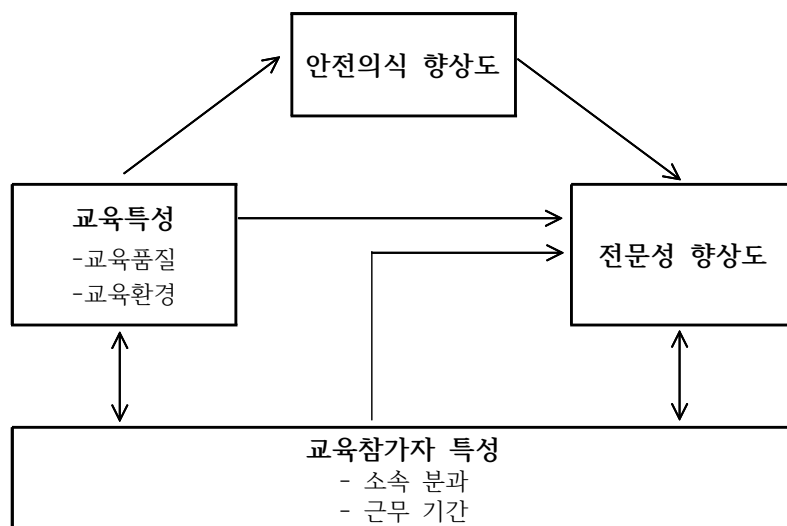 안전의식 향상도
교육특성
-교육품질
-교육환경
전문성 향상도
교육참가자 특성
- 소속 분과
- 근무 기간